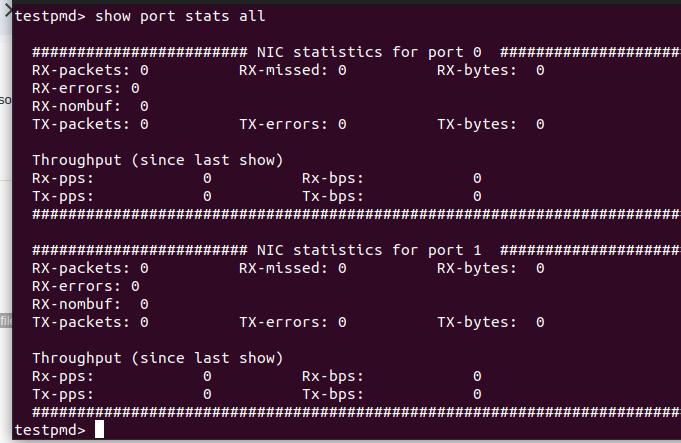 testpmd> show port stats all
######################## NIC statistics for port 0 ####################
RX-packets: 0 RX-missed: 0 RX-bytes: 0
RX-errors: 0
RX-nombuf: 0
TX-packets: 0 TX-errors: 0 TX-bytes: 0
Throughput (since last show)
Rx-pps: 0 Rx-bps: 0
Tx-pps: 0 Tx-bps: 0
########################################################################
######################## NIC statistics for port 1 ####################
RX-packets: 0 RX-missed: 0 RX-bytes: 0
RX-errors: 0
RX-nombuf: 0
TX-packets: 0 TX-errors: 0 TX-bytes: 0
Throughput (since last show)
Rx-pps: 0 Rx-bps: 0
Tx-pps: 0 Tx-bps: 0
########################################################################
testpmd>